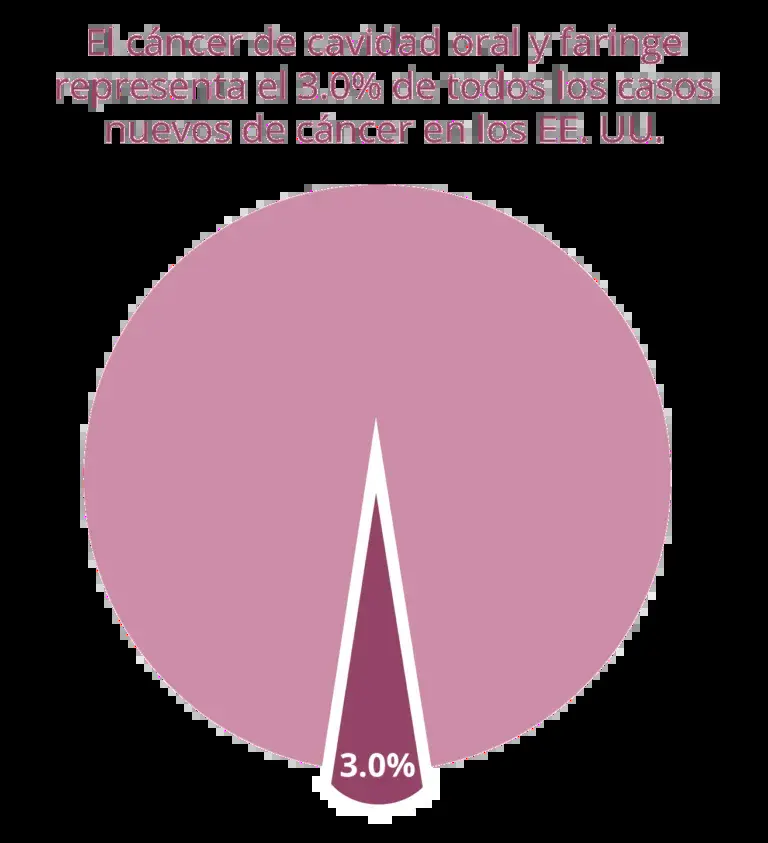 El cáncer de cavidad oral y faringe
representa el 3.0% de todos los casos
nuevos de cáncer en los EE. UU.
3.0%